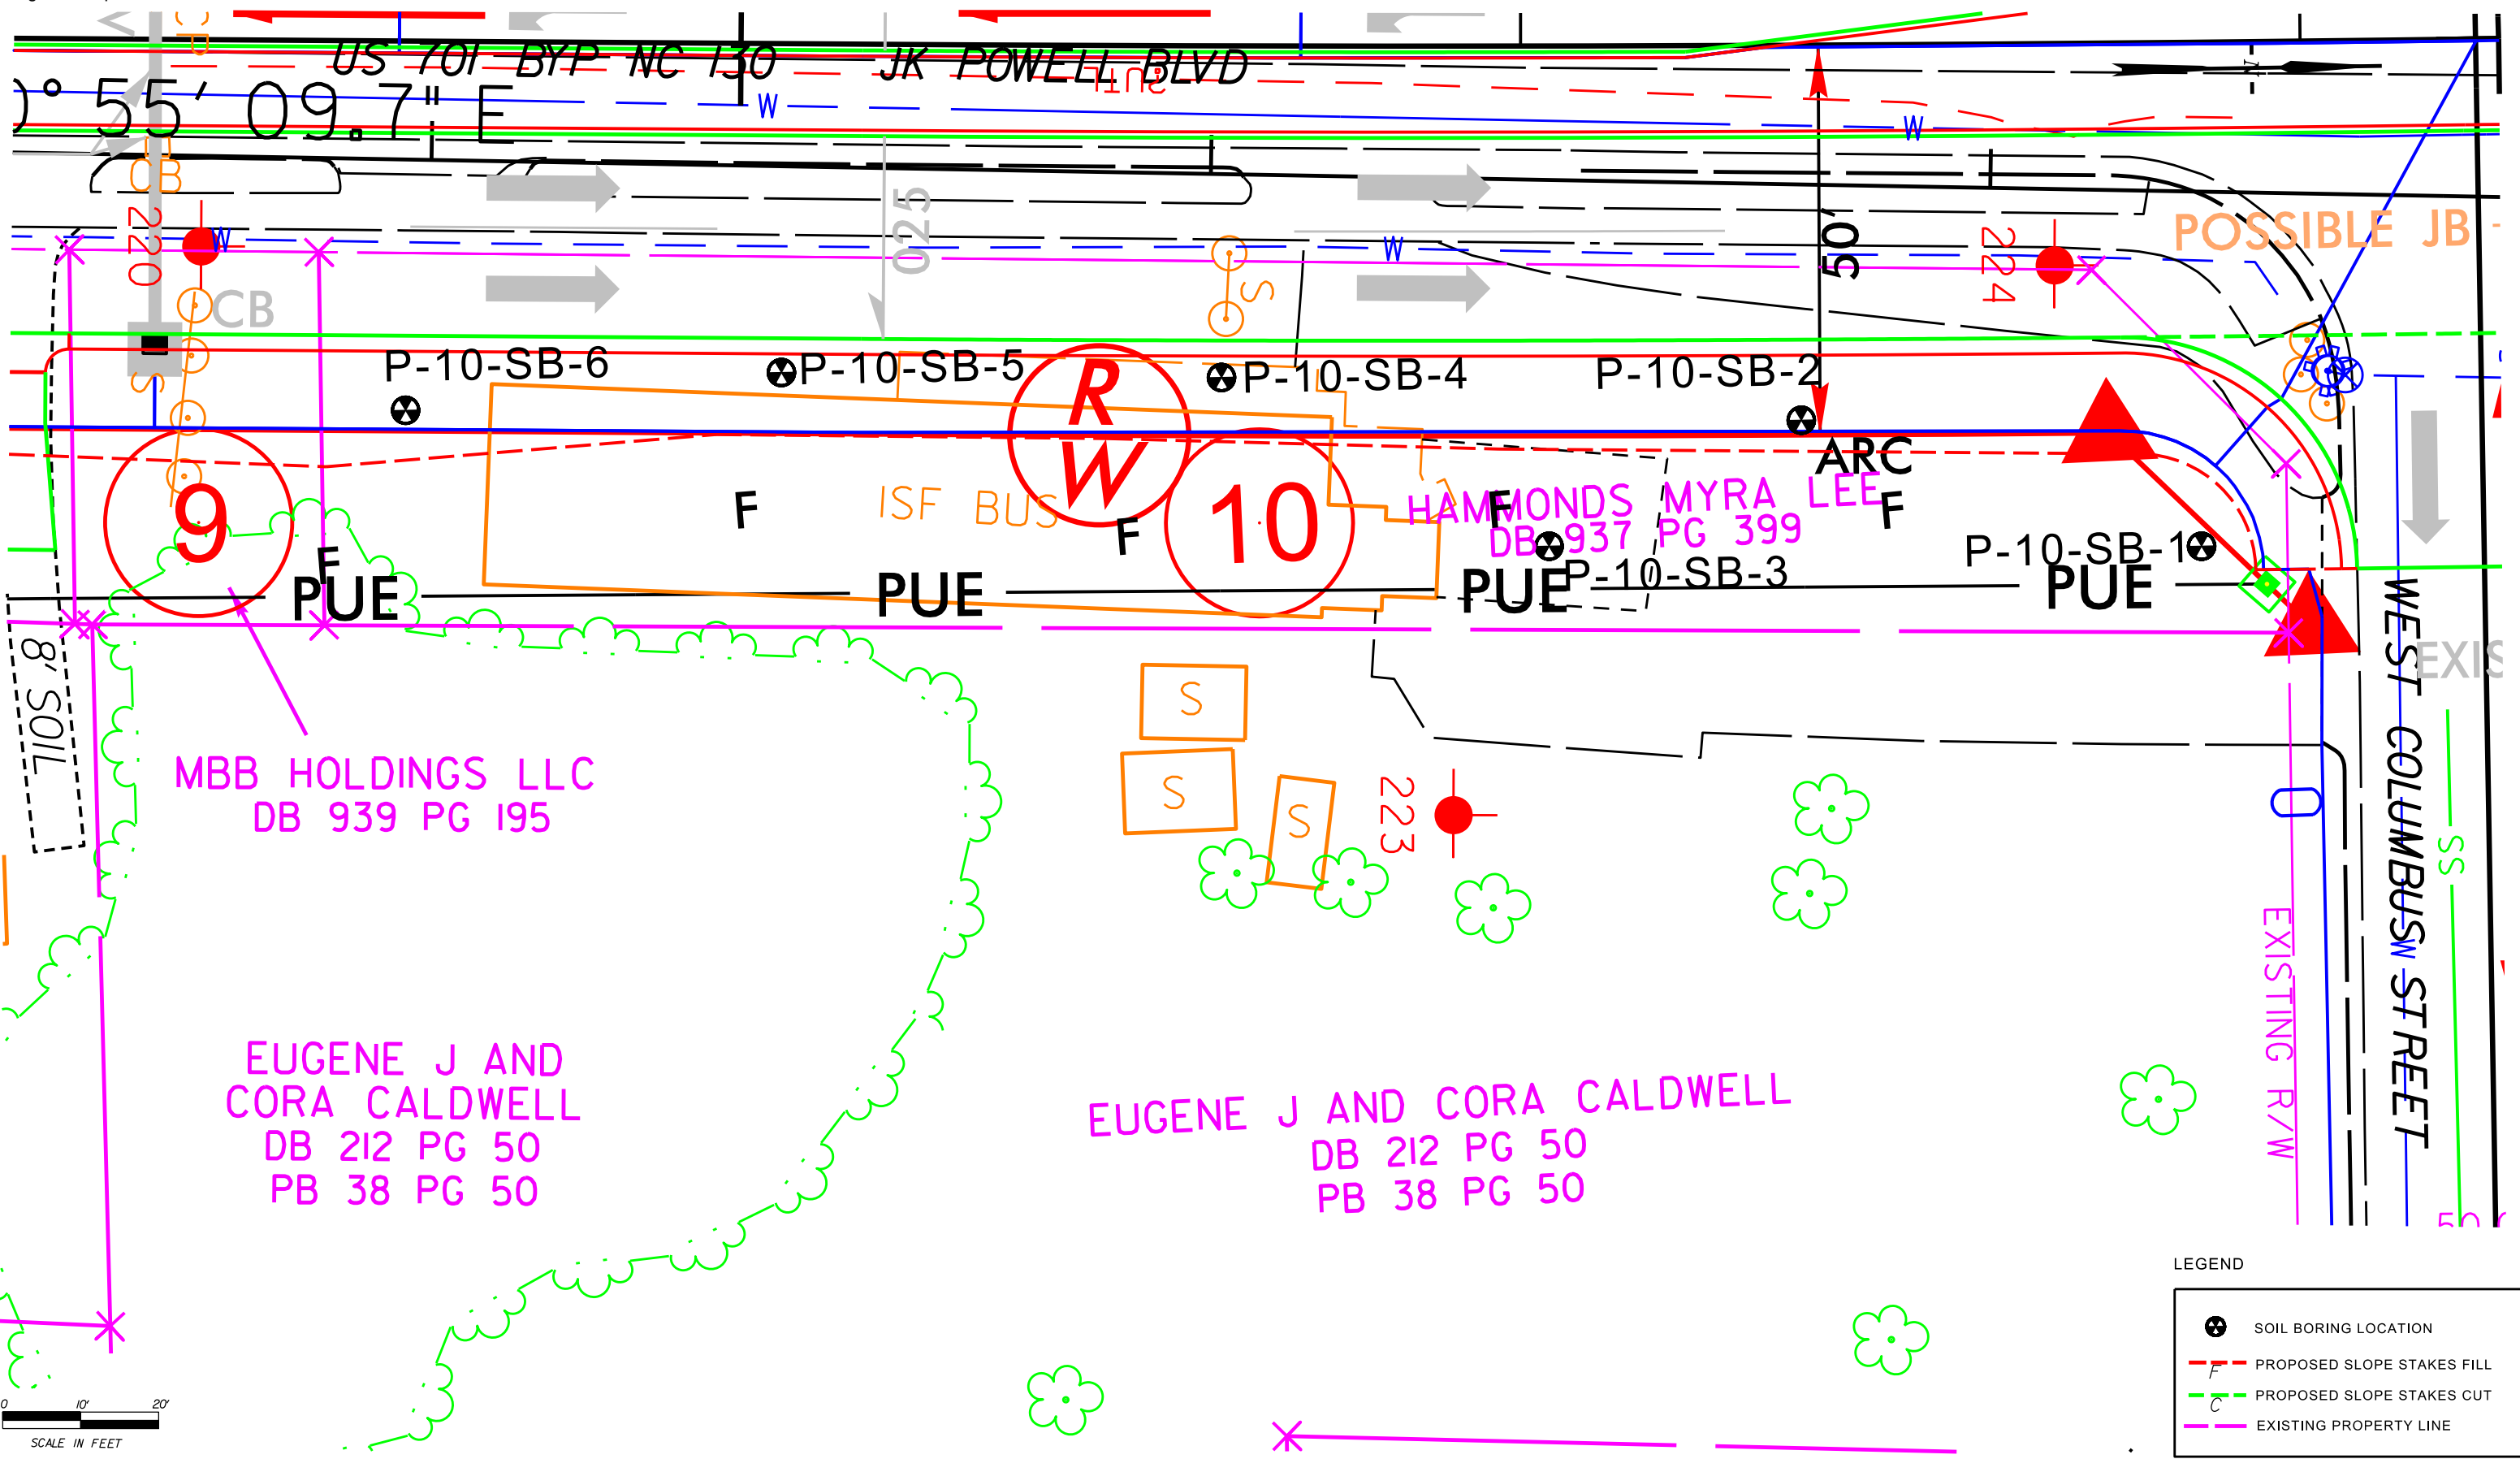 US 701 BYP NC 130 JK POWELL BLVD
0° 55' 09.7" E
SUTI
W
W
CB
220
W
CB
025
W
50'
224
POSSIBLE JB
S
S
P-10-SB-6
P-10-SB-5
P-10-SB-4
P-10-SB-2
R
W
ARC
9
F
ISF BUS
F
10
F
HAMMONDS MYRA LEE
DB 937 PG 399
F
F
P-10-SB-3
P-10-SB-1
PUE
PUE
PUE
PUE
8' SOIL
WEST COLUMBUS STREET
EXIS
S
S
S
223
MBB HOLDINGS LLC
DB 939 PG 195
SS
W
EXISTING R/W
EUGENE J AND
CORA CALDWELL
DB 212 PG 50
PB 38 PG 50
EUGENE J AND CORA CALDWELL
DB 212 PG 50
PB 38 PG 50
LEGEND
SOIL BORING LOCATION
F PROPOSED SLOPE STAKES FILL
C PROPOSED SLOPE STAKES CUT
EXISTING PROPERTY LINE
0 10' 20'
SCALE IN FEET